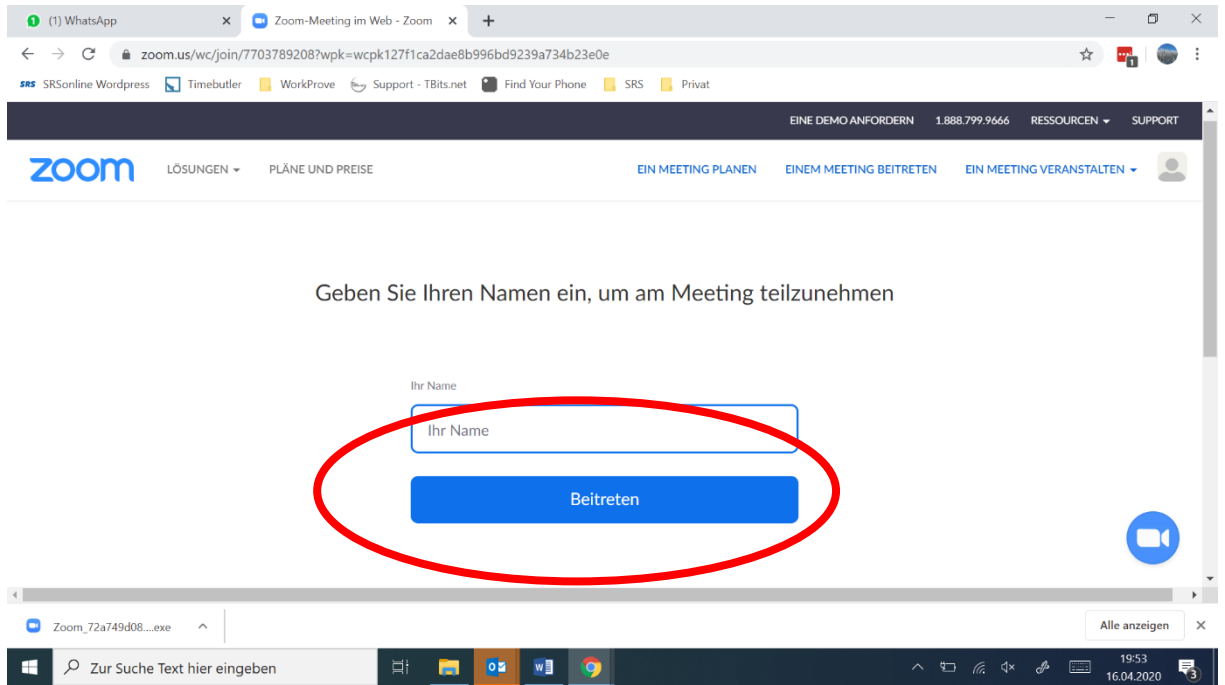 (1) WhatsApp
Zoom-Meeting im Web - Zoom
zoom.us/wc/join/7703789208?wpk=wcpk127f1ca2dae8b996bd9239a734b23e0e
1
SRS SRSonline Wordpress Timebutler WorkProve Support - TBits.net Find Your Phone SRS Privat
EINE DEMO ANFORDERN 1.888.799.9666 RESSOURCEN SUPPORT
zoom LÖSUNGEN PLÄNE UND PREISE EIN MEETING PLANEN EINEM MEETING BEITRETEN EIN MEETING VERANSTALTEN
Geben Sie Ihren Namen ein, um am Meeting teilzunehmen
Ihr Name
Ihr Name
Beitreten
Zoom_72a749d08....exe Alle anzeigen
Zur Suche Text hier eingeben
19:53
16.04.2020
3